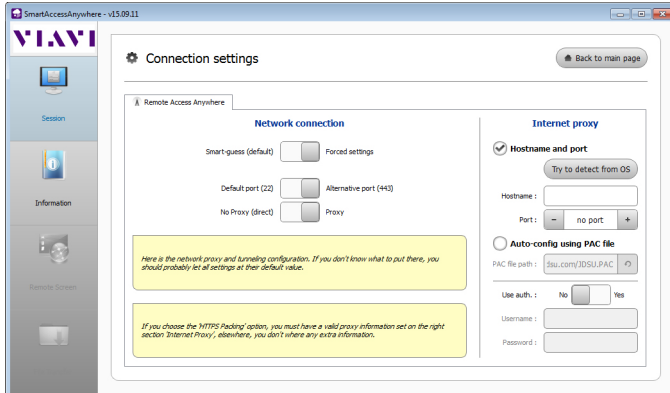 SmartAccessAnywhere - v15.09.11
VIAVI
Connection settings
Back to main page
Session
Information
Remote Screen
Remote Access Anywhere
Network connection
Smart-guess (default)
Forced settings
Default port (22)
Alternative port (443)
No Proxy (direct)
Proxy
Here is the network proxy and tunneling configuration. If you don't know what to put there, you
should probably let all settings at their default value.
If you choose the 'HTTPS Packing' option, you must have a valid proxy information set on the right
section 'Internet Proxy', elsewhere, you don't where any extra information.
Internet proxy
Hostname and port
Try to detect from OS
Hostname :
Port :
- no port +
Auto-config using PAC file
PAC file path :
dsu.com/JDSU.PAC
Use auth. :
No
Yes
Username :
Password :